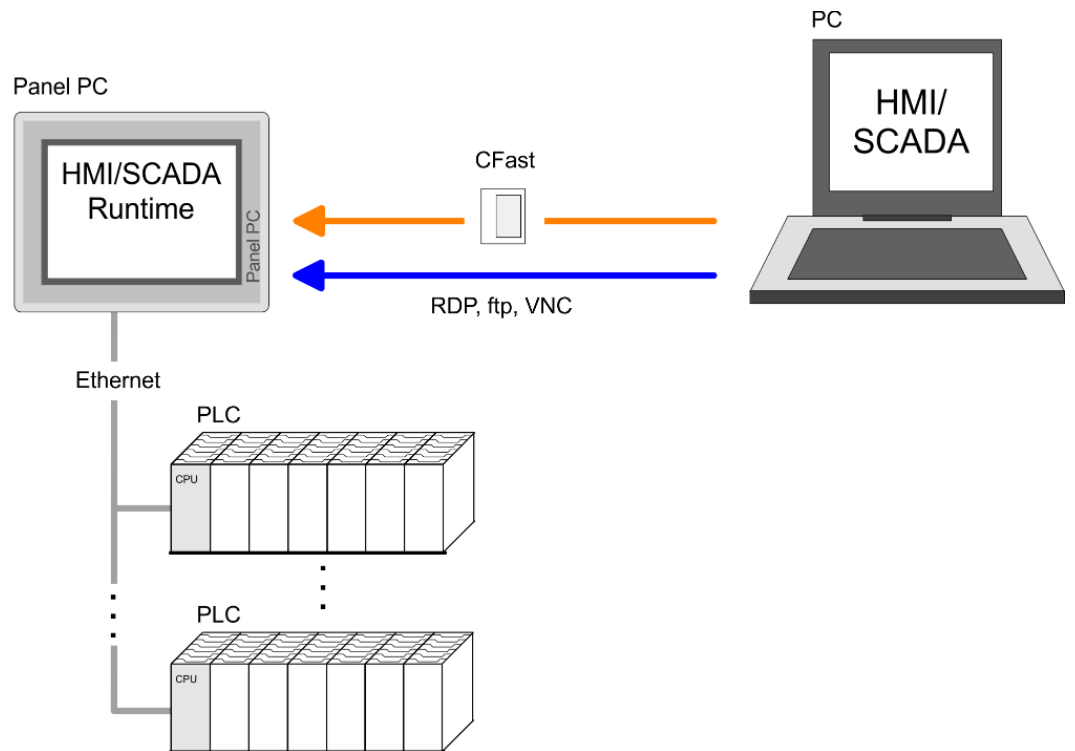 PC
Panel PC
HMI/SCADA
Runtime
Panel PC
CFast
HMI/
SCADA
RDP, ftp, VNC
Ethernet
PLC
CPU
PLC
CPU